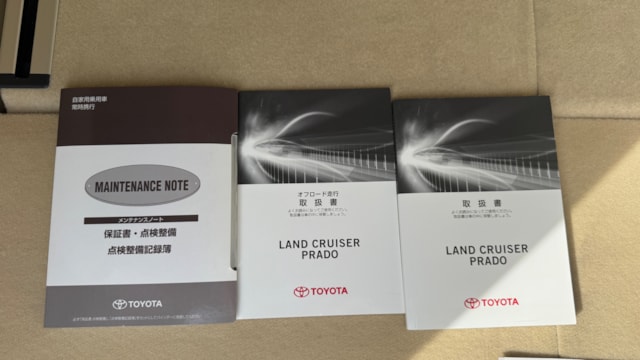 自家用乗用車
常時携行
MAINTENANCE NOTE
メンテナンスノート
保証書・点検整備
点検整備記録簿
TOYOTA
オフロード走行
取扱書
LAND CRUISER
PRADO
TOYOTA
取扱書
LAND CRUISER
PRADO
TOYOTA